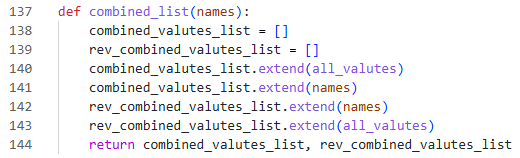 137 def combined_list(names):
138 combined_valutes_list = []
139 rev_combined_valutes_list = []
140 combined_valutes_list.extend(all_valutes)
141 combined_valutes_list.extend(names)
142 rev_combined_valutes_list.extend(names)
143 rev_combined_valutes_list.extend(all_valutes)
144 return combined_valutes_list, rev_combined_valutes_list